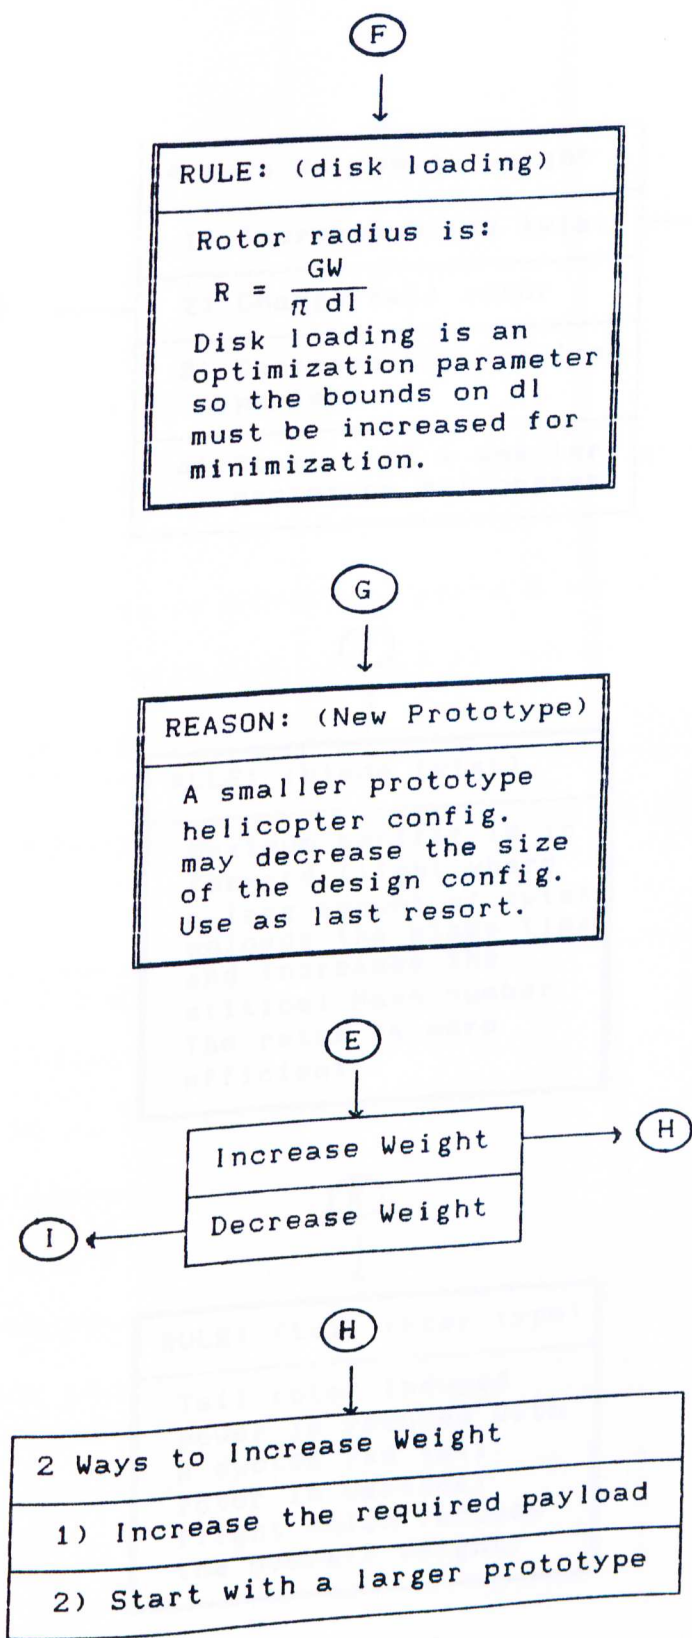 F
RULE: (disk loading)
Rotor radius is:
R = GW / π dl
Disk loading is an
optimization parameter
so the bounds on dl
must be increased for
minimization.
G
REASON: (New Prototype)
A smaller prototype
helicopter config.
may decrease the size
of the design config.
Use as last resort.
E
Increase Weight
H
Decrease Weight
I
H
2 Ways to Increase Weight
1) Increase the required payload
2) Start with a larger prototype